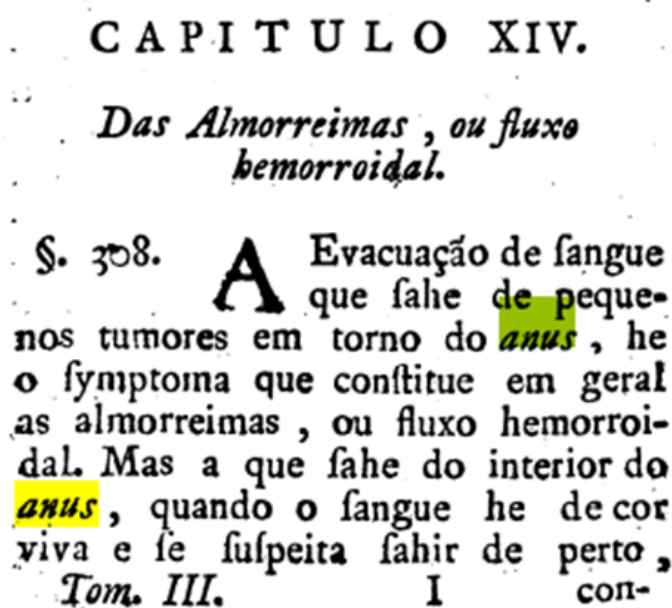 CAPITULO XIV.
Das Almorreimas, ou fluxo
hemorroidal.
§. 308. A Evacuação de ſangue
que ſahe de peque-
nos tumores em torno do anus, he
o ſymptoma que conſtitue em geral
as almorreimas, ou fluxo hemorroi-
dal. Mas a que ſahe do interior do
anus, quando o ſangue he de cor
viva e ſe ſuſpeita ſahir de perto,
Tom. III. I con-